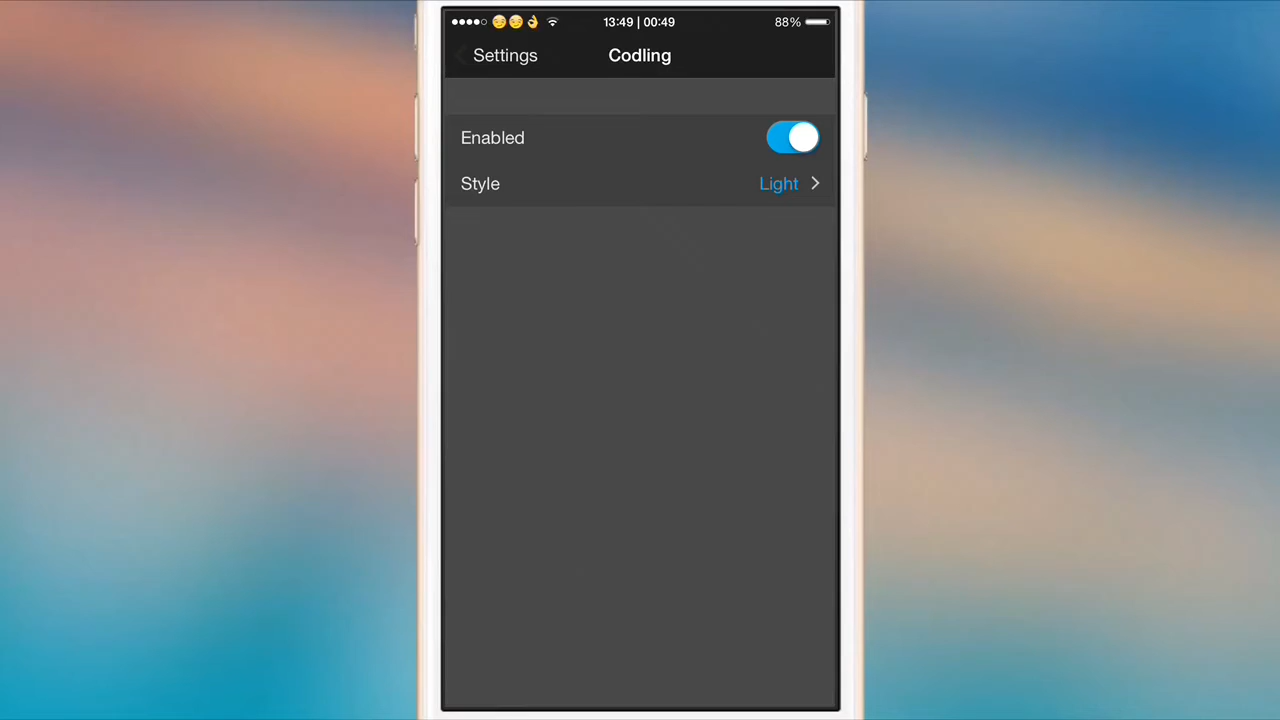 😏😏👌 13:49 | 00:49 88%
Settings Codling
Enabled
Style Light